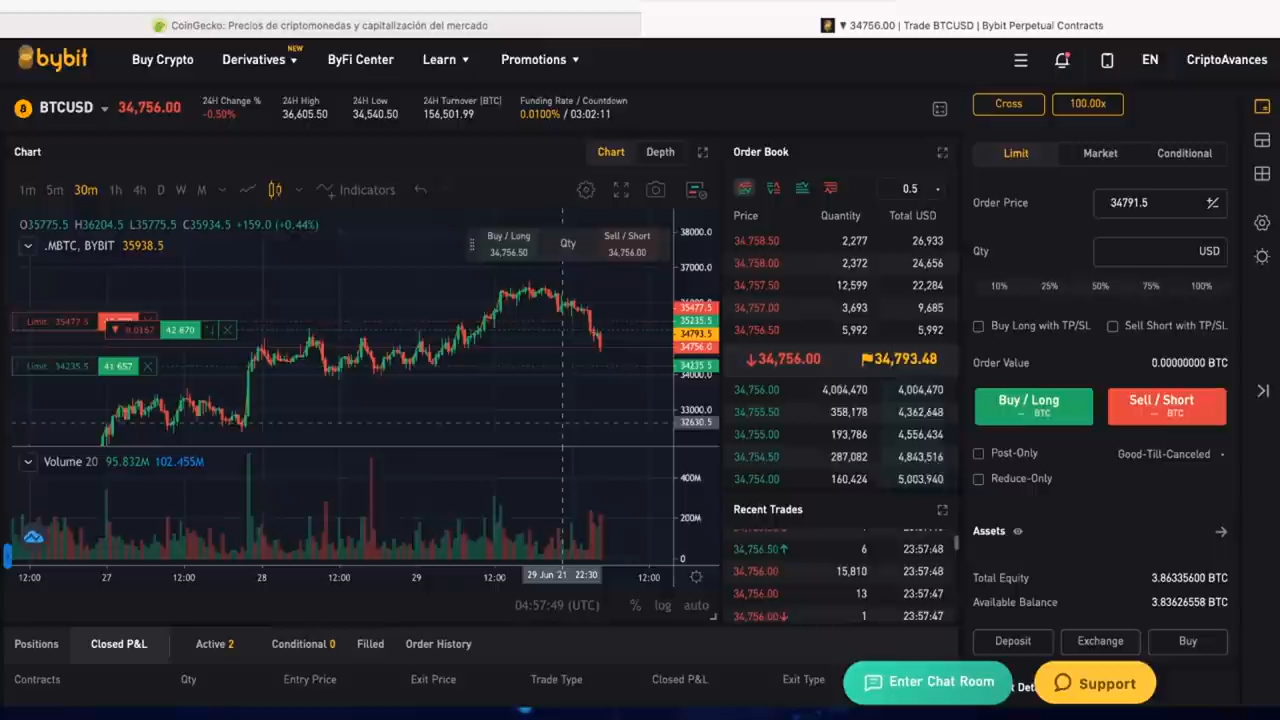 CoinGecko: Precios de criptomonedas y capitalización del mercado
▼ 34756.00 | Trade BTCUSD | Bybit Perpetual Contracts
bybit
Buy Crypto
Derivatives ▼
NEW
ByFi Center
Learn ▼
Promotions ▼
EN
CriptoAvances
BTCUSD
34,756.00
24H Change %
-0.50%
24H High
36,605.50
24H Low
34,540.50
24H Turnover (BTC)
156,501.99
Funding Rate / Countdown
0.0100% / 03:02:11
Cross
100.00x
Chart
Chart
Depth
1m 5m 30m 1h 4h D W M
Indicators
O35775.5 H36204.5 L35775.5 C35934.5 +159.0 (+0.44%)
.MBTC, BYBIT 35938.5
Buy / Long
34,756.50
Qty
Sell / Short
34,756.00
38000.0
37000.0
35477.5
35235.5
34793.5
34756.0
34235.5
34000.0
33000.0
32630.5
Limit 35477.5
0.0157
42 870
Limit 34235.5
41 657
Volume 20 95.832M 102.455M
400M
200M
0
12:00
27
12:00
28
12:00
29
12:00
29 Jun '21 22:30
12:00
04:57:49 (UTC)
% log auto
Order Book
0.5
Price Quantity Total USD
34,758.50 2,277 26,933
34,758.00 2,372 24,656
34,757.50 12,599 22,284
34,757.00 3,693 9,685
34,756.50 5,992 5,992
↓34,756.00 34,793.48
34,756.00 4,004,470 4,004,470
34,755.50 358,178 4,362,648
34,755.00 193,786 4,556,434
34,754.50 287,082 4,843,516
34,754.00 160,424 5,003,940
Recent Trades
34,756.50↑ 6 23:57:48
34,756.00 15,810 23:57:48
34,756.00 13 23:57:47
34,756.00↓ 1 23:57:47
Limit
Market
Conditional
Order Price
34791.5
Qty
USD
10% 25% 50% 75% 100%
Buy Long with TP/SL
Sell Short with TP/SL
Order Value
0.00000000 BTC
Buy / Long
-- BTC
Sell / Short
-- BTC
Post-Only
Good-Till-Canceled
Reduce-Only
Assets
Total Equity
3.86335600 BTC
Available Balance
3.83626558 BTC
Deposit
Exchange
Buy
Positions
Closed P&L
Active 2
Conditional 0
Filled
Order History
Contracts
Qty
Entry Price
Exit Price
Trade Type
Closed P&L
Exit Type
Enter Chat Room
Support